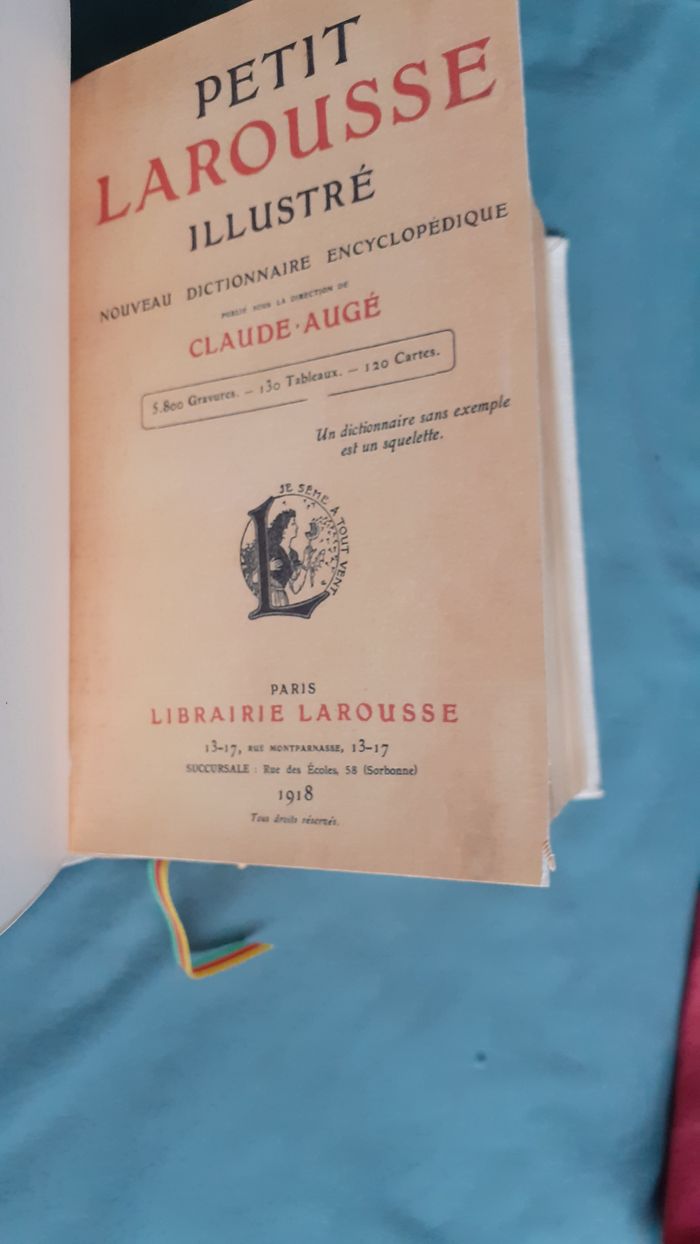 PETIT
LAROUSSE
ILLUSTRÉ
NOUVEAU DICTIONNAIRE ENCYCLOPÉDIQUE
PUBLIÉ SOUS LA DIRECTION DE
CLAUDE·AUGÉ
5.800 Gravures. — 130 Tableaux. — 120 Cartes.
Un dictionnaire sans exemple
est un squelette.
JE SÈME À TOUT VENT
L
PARIS
LIBRAIRIE LAROUSSE
13-17, RUE MONTPARNASSE, 13-17
SUCCURSALE : Rue des Écoles, 58 (Sorbonne)
1918
Tous droits réservés.